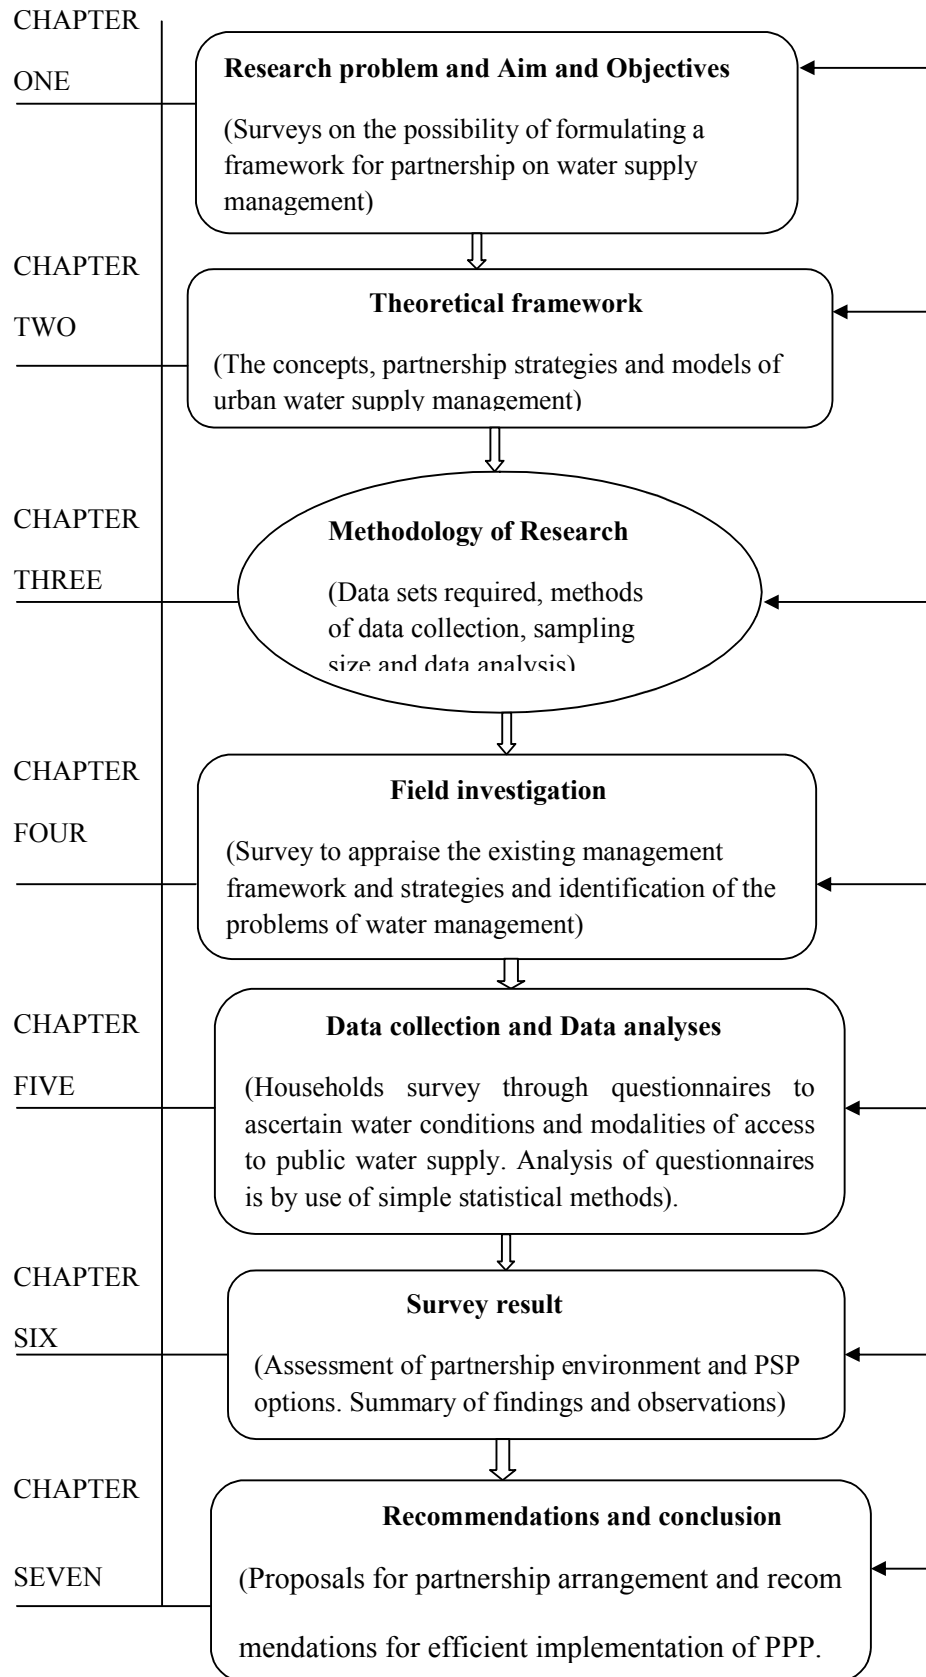 CHAPTER
ONE
Research problem and Aim and Objectives
(Surveys on the possibility of formulating a
framework for partnership on water supply
management)
CHAPTER
TWO
Theoretical framework
(The concepts, partnership strategies and models of
urban water supply management)
CHAPTER
THREE
Methodology of Research
(Data sets required, methods
of data collection, sampling
size and data analysis)
CHAPTER
FOUR
Field investigation
(Survey to appraise the existing management
framework and strategies and identification of the
problems of water management)
CHAPTER
FIVE
Data collection and Data analyses
(Households survey through questionnaires to
ascertain water conditions and modalities of access
to public water supply. Analysis of questionnaires
is by use of simple statistical methods).
CHAPTER
SIX
Survey result
(Assessment of partnership environment and PSP
options. Summary of findings and observations)
CHAPTER
SEVEN
Recommendations and conclusion
(Proposals for partnership arrangement and recom
mendations for efficient implementation of PPP.